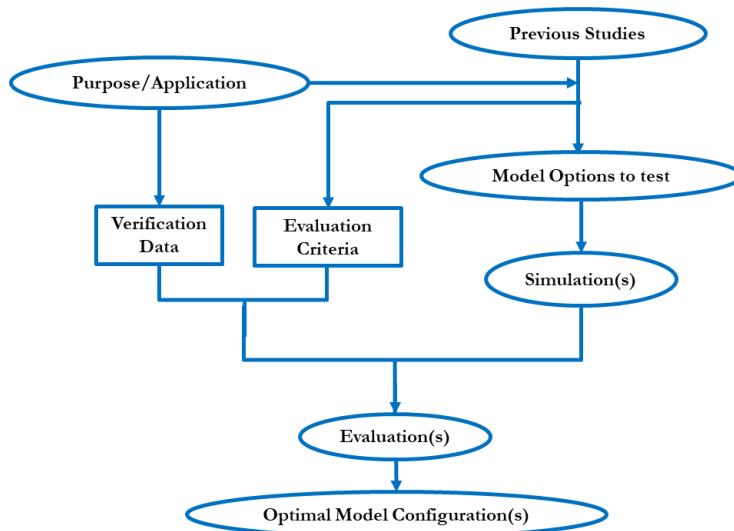 Previous Studies
Purpose/Application
Model Options to test
Verification
Data
Evaluation
Criteria
Simulation(s)
Evaluation(s)
Optimal Model Configuration(s)